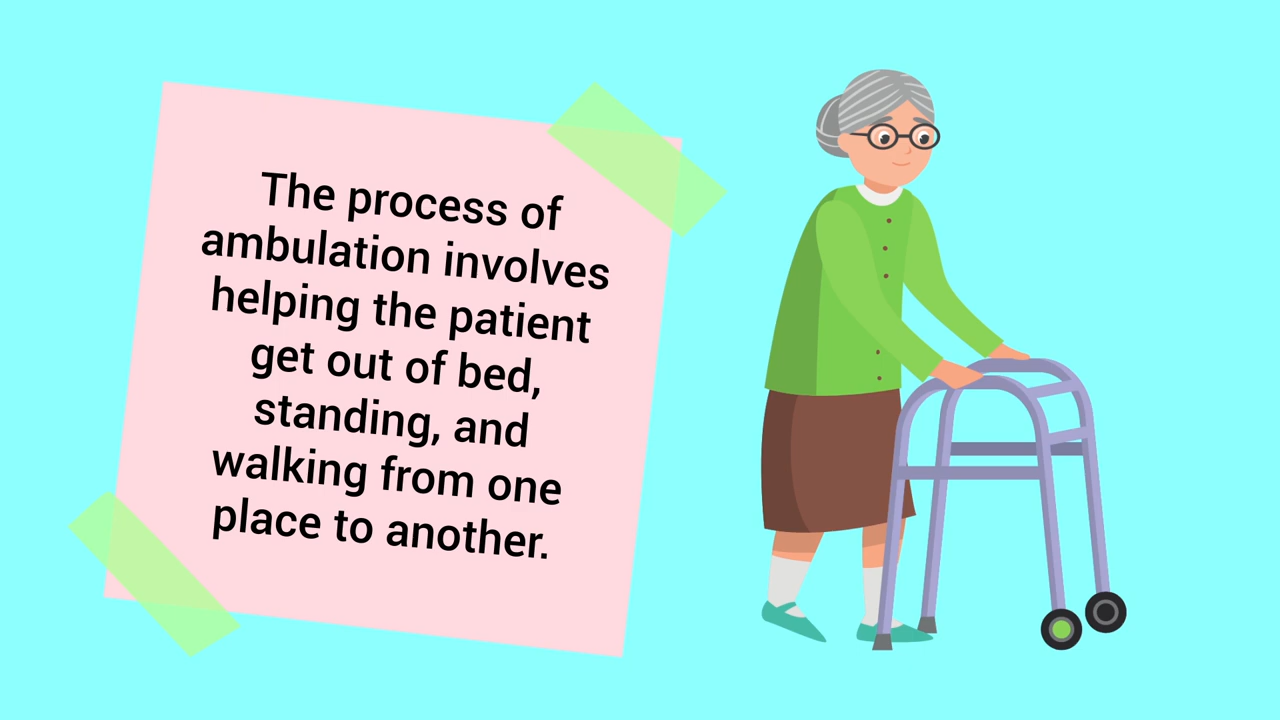 The process of
ambulation involves
helping the patient
get out of bed,
standing, and
walking from one
place to another.